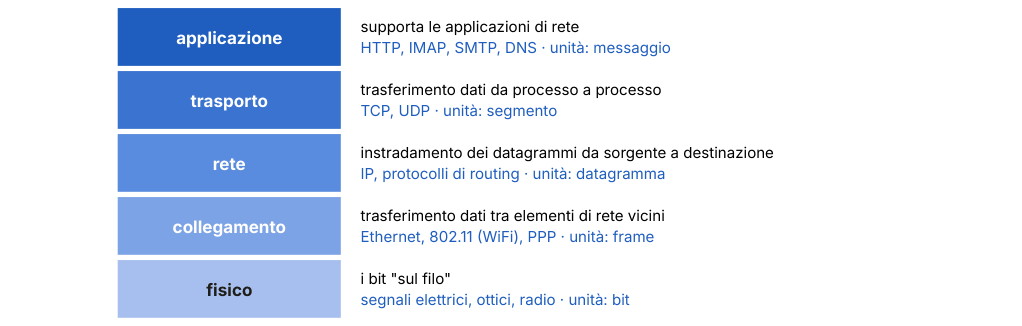 applicazione
supporta le applicazioni di rete
HTTP, IMAP, SMTP, DNS · unità: messaggio
trasporto
trasferimento dati da processo a processo
TCP, UDP · unità: segmento
rete
instradamento dei datagrammi da sorgente a destinazione
IP, protocolli di routing · unità: datagramma
collegamento
trasferimento dati tra elementi di rete vicini
Ethernet, 802.11 (WiFi), PPP · unità: frame
fisico
i bit "sul filo"
segnali elettrici, ottici, radio · unità: bit